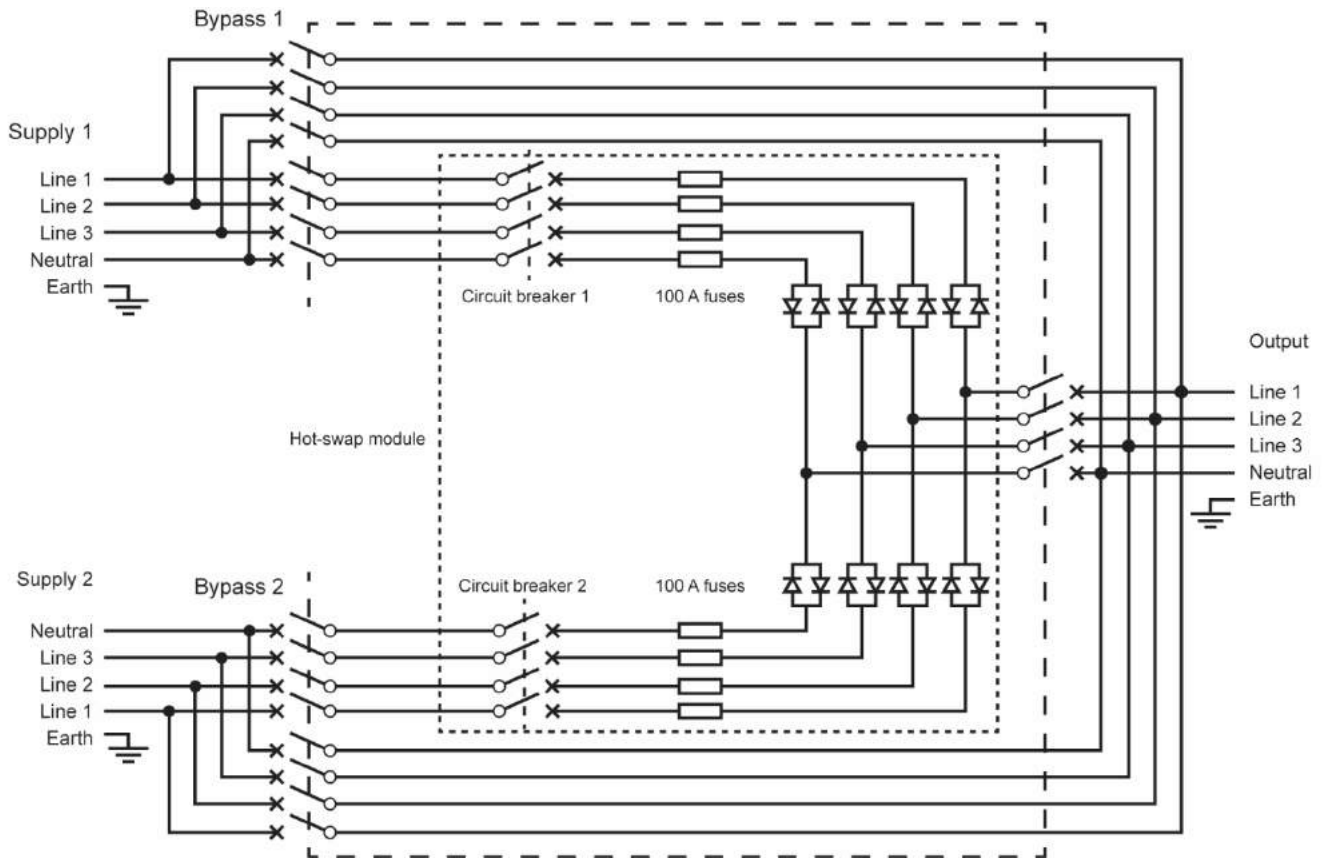 Bypass 1
Supply 1
Line 1
Line 2
Line 3
Neutral
Earth
Circuit breaker 1
100 A fuses
Output
Line 1
Line 2
Line 3
Neutral
Earth
Hot-swap module
Supply 2
Bypass 2
Circuit breaker 2
100 A fuses
Neutral
Line 3
Line 2
Line 1
Earth